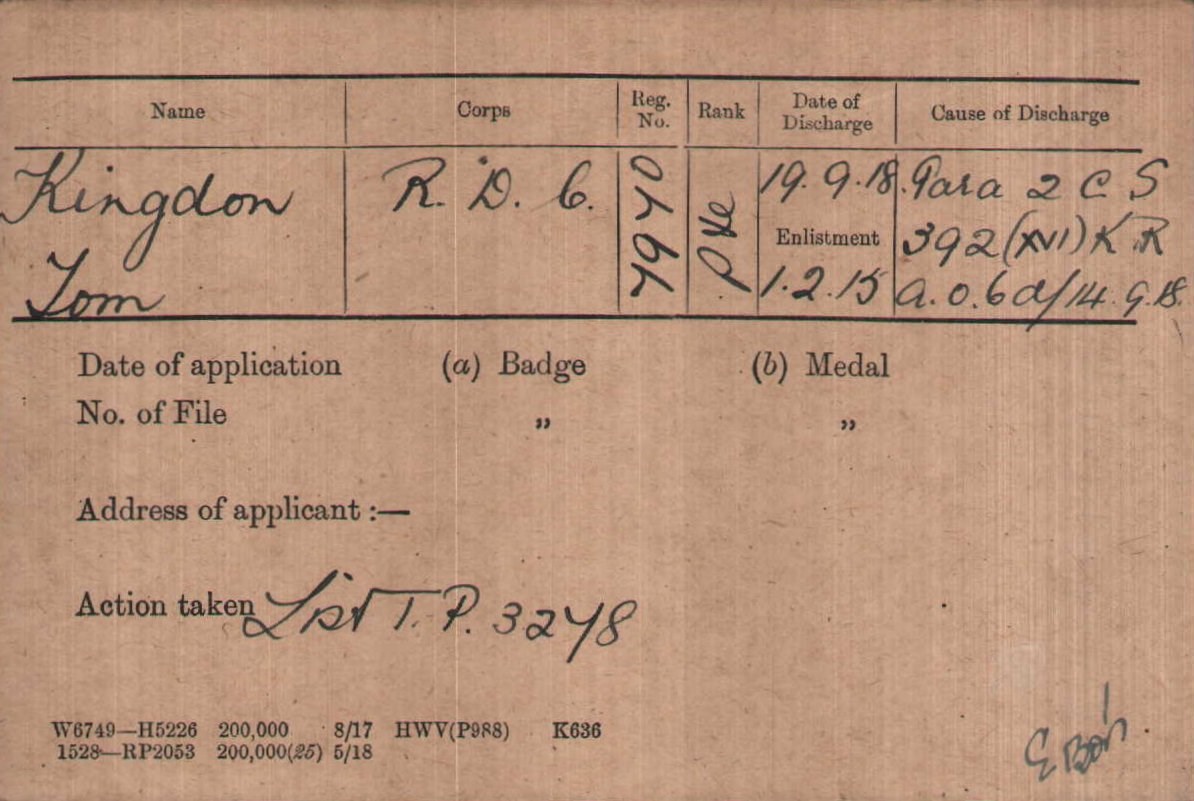 Name Corps Reg. No. Rank Date of Discharge Cause of Discharge
Kingdon R. D. C. Pte 19.9.18. Para 2 C S
Enlistment 392 (XVI) K R
Tom 1.2.15 A.O.6 d/14.9.18.
Date of application (a) Badge (b) Medal
No. of File „ „
Address of applicant :—
Action taken List T.P. 3278
W6749—H5226 200,000 8/17 HWV(P988) K636
1528—RP2053 200,000(25) 5/18